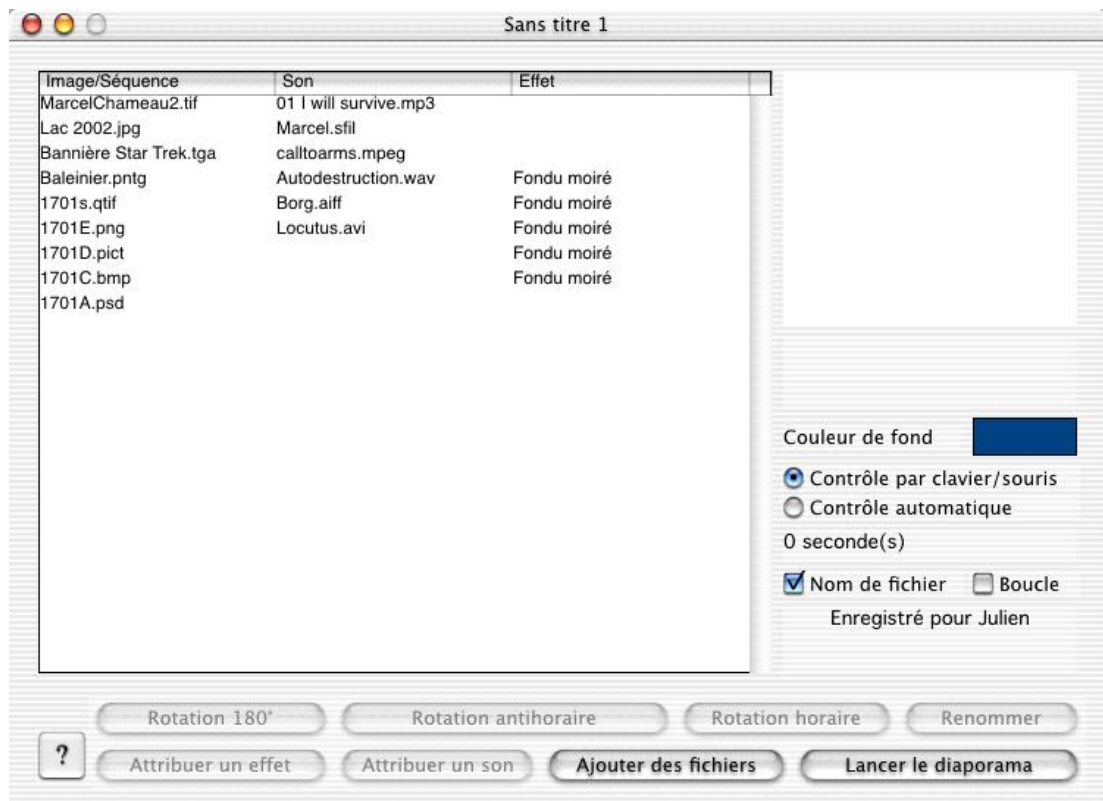 Sans titre 1
Image/Séquence Son Effet
MarcelChameau2.tif 01 I will survive.mp3
Lac 2002.jpg Marcel.sfil
Bannière Star Trek.tga calltoarms.mpeg
Baleinier.pntg Autodestruction.wav Fondu moiré
1701s.qtif Borg.aiff Fondu moiré
1701E.png Locutus.avi Fondu moiré
1701D.pict Fondu moiré
1701C.bmp Fondu moiré
1701A.psd
Couleur de fond
Contrôle par clavier/souris
Contrôle automatique
0 seconde(s)
Nom de fichier Boucle
Enregistré pour Julien
Rotation 180° Rotation antihoraire Rotation horaire Renommer
? Attribuer un effet Attribuer un son Ajouter des fichiers Lancer le diaporama